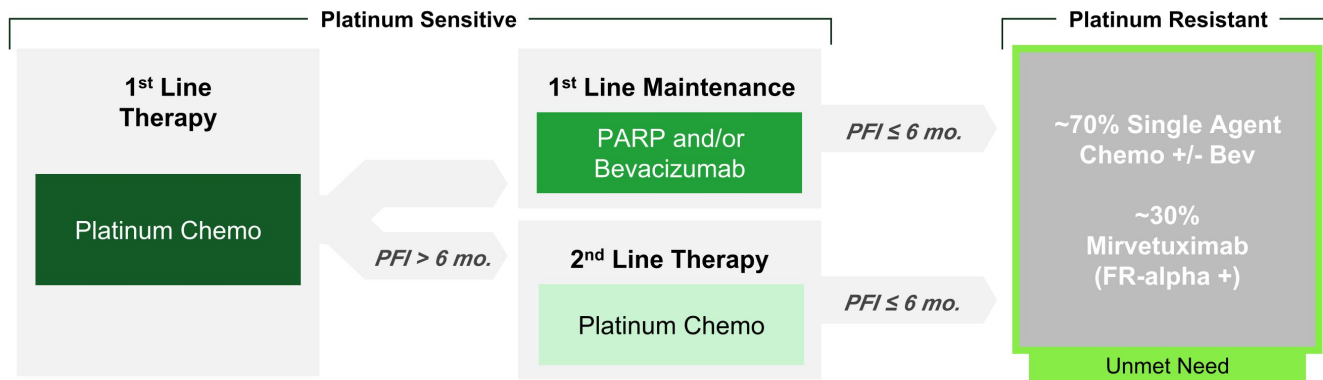 Platinum Sensitive
Platinum Resistant
1st Line
Therapy
Platinum Chemo
PFI > 6 mo.
1st Line Maintenance
PARP and/or
Bevacizumab
PFI ≤ 6 mo.
2nd Line Therapy
Platinum Chemo
PFI ≤ 6 mo.
~70% Single Agent
Chemo +/- Bev
~30%
Mirvetuximab
(FR-alpha +)
Unmet Need